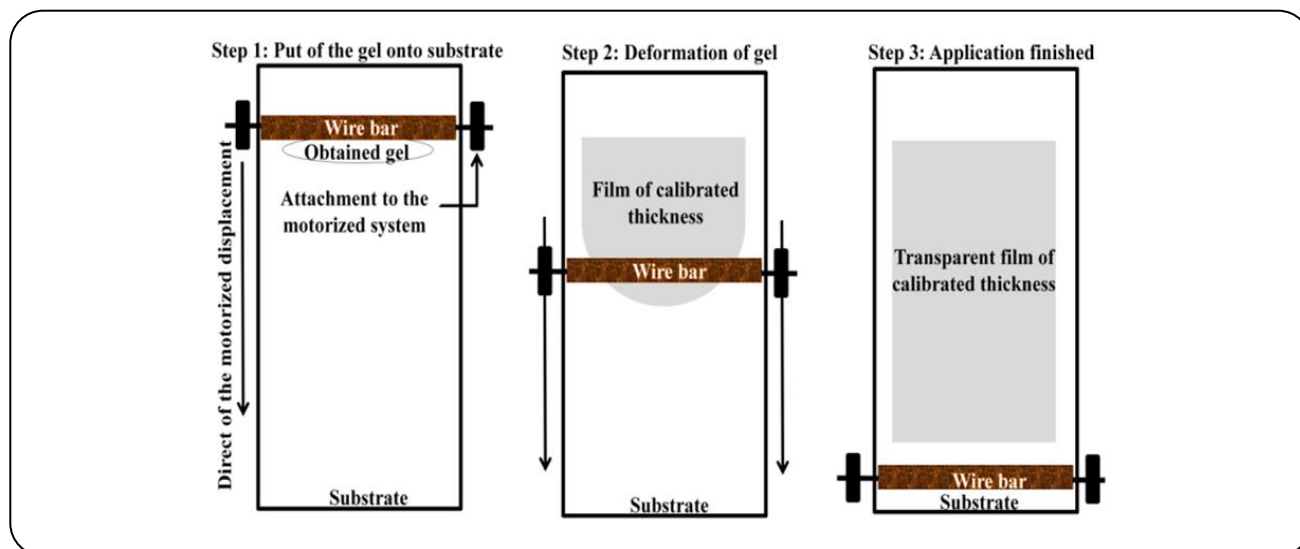 Step 1: Put of the gel onto substrate
Wire bar
Obtained gel
Attachment to the
motorized system
Direct of the motorized displacement
Substrate
Step 2: Deformation of gel
Film of calibrated
thickness
Wire bar
Substrate
Step 3: Application finished
Transparent film of
calibrated thickness
Wire bar
Substrate